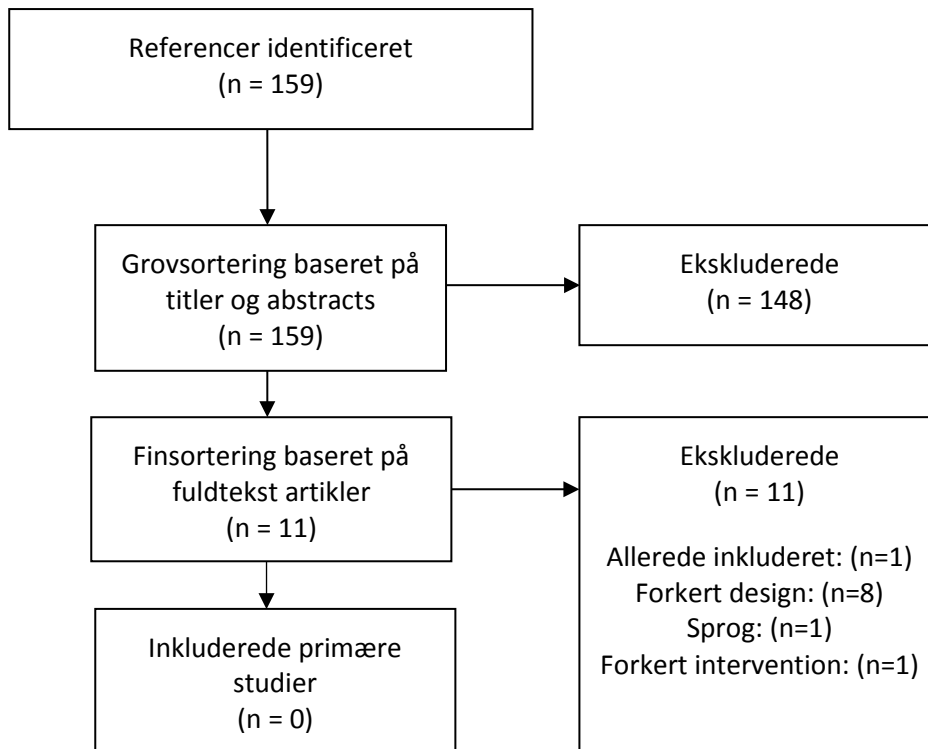 Referencer identificeret
(n = 159)
Grovsortering baseret på
titler og abstracts
(n = 159)
Ekskluderede
(n = 148)
Finsortering baseret på
fuldtekst artikler
(n = 11)
Ekskluderede
(n = 11)
Allerede inkluderet: (n=1)
Forkert design: (n=8)
Sprog: (n=1)
Forkert intervention: (n=1)
Inkluderede primære
studier
(n = 0)